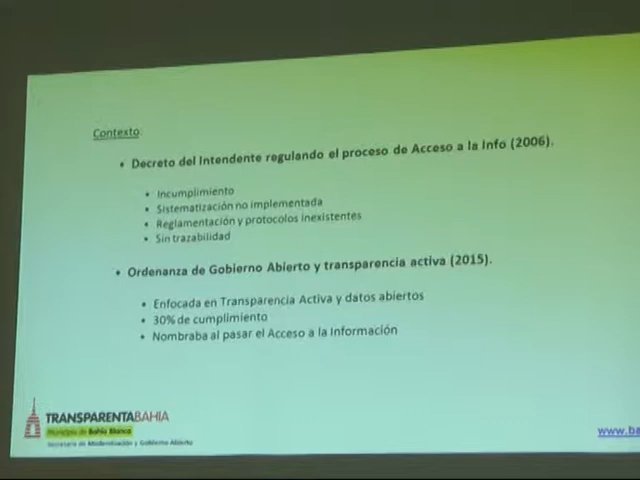 Contexto:
• Decreto del Intendente regulando el proceso de Acceso a la Info (2006).
• Incumplimiento
• Sistematización no implementada
• Reglamentación y protocolos inexistentes
• Sin trazabilidad
• Ordenanza de Gobierno Abierto y transparencia activa (2015).
• Enfocada en Transparencia Activa y datos abiertos
• 30% de cumplimiento
• Nombraba al pasar el Acceso a la Información
TRANSPARENTABAHIA
Municipio de Bahía Blanca
Secretaría de Modernización y Gobierno Abierto
www.ba